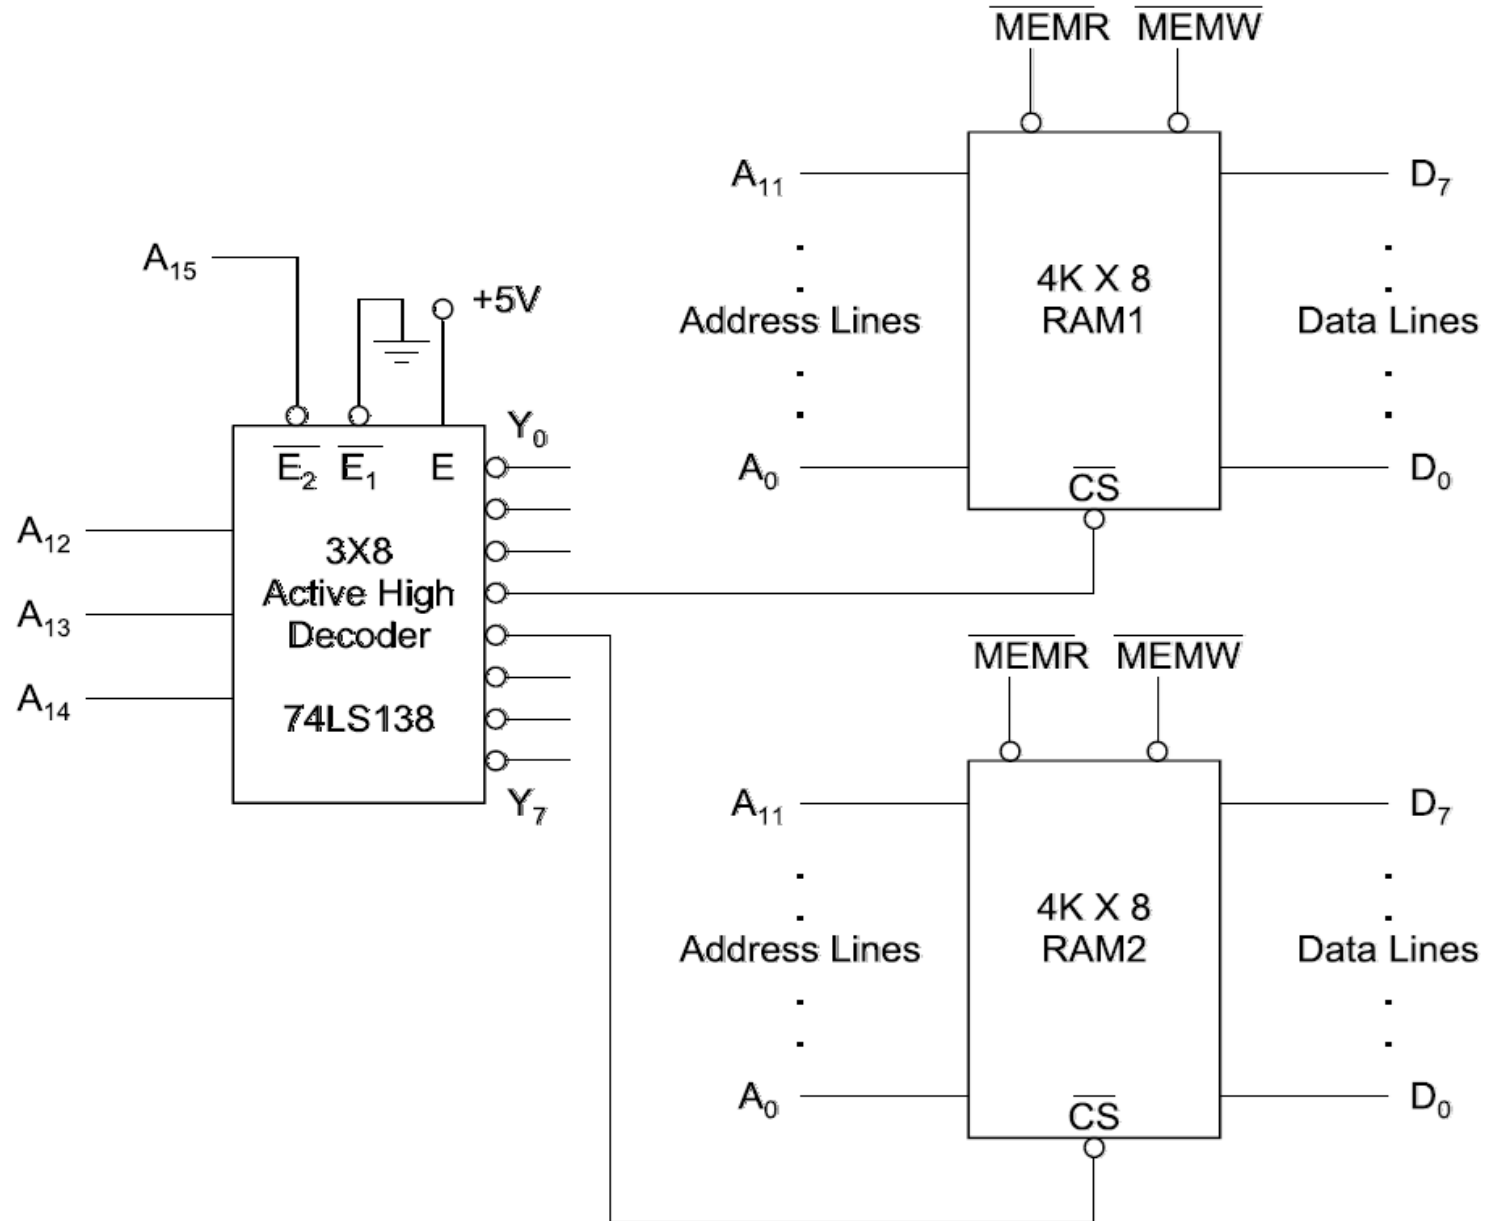 MEMR MEMW
A11
D7
A15
+5V
4K X 8
RAM1
Address Lines
Data Lines
Y0
E2 E1 E
A0
CS
D0
A12
3X8
Active High
Decoder
A13
A14
74LS138
Y7
MEMR MEMW
A11
D7
4K X 8
RAM2
Address Lines
Data Lines
A0
CS
D0